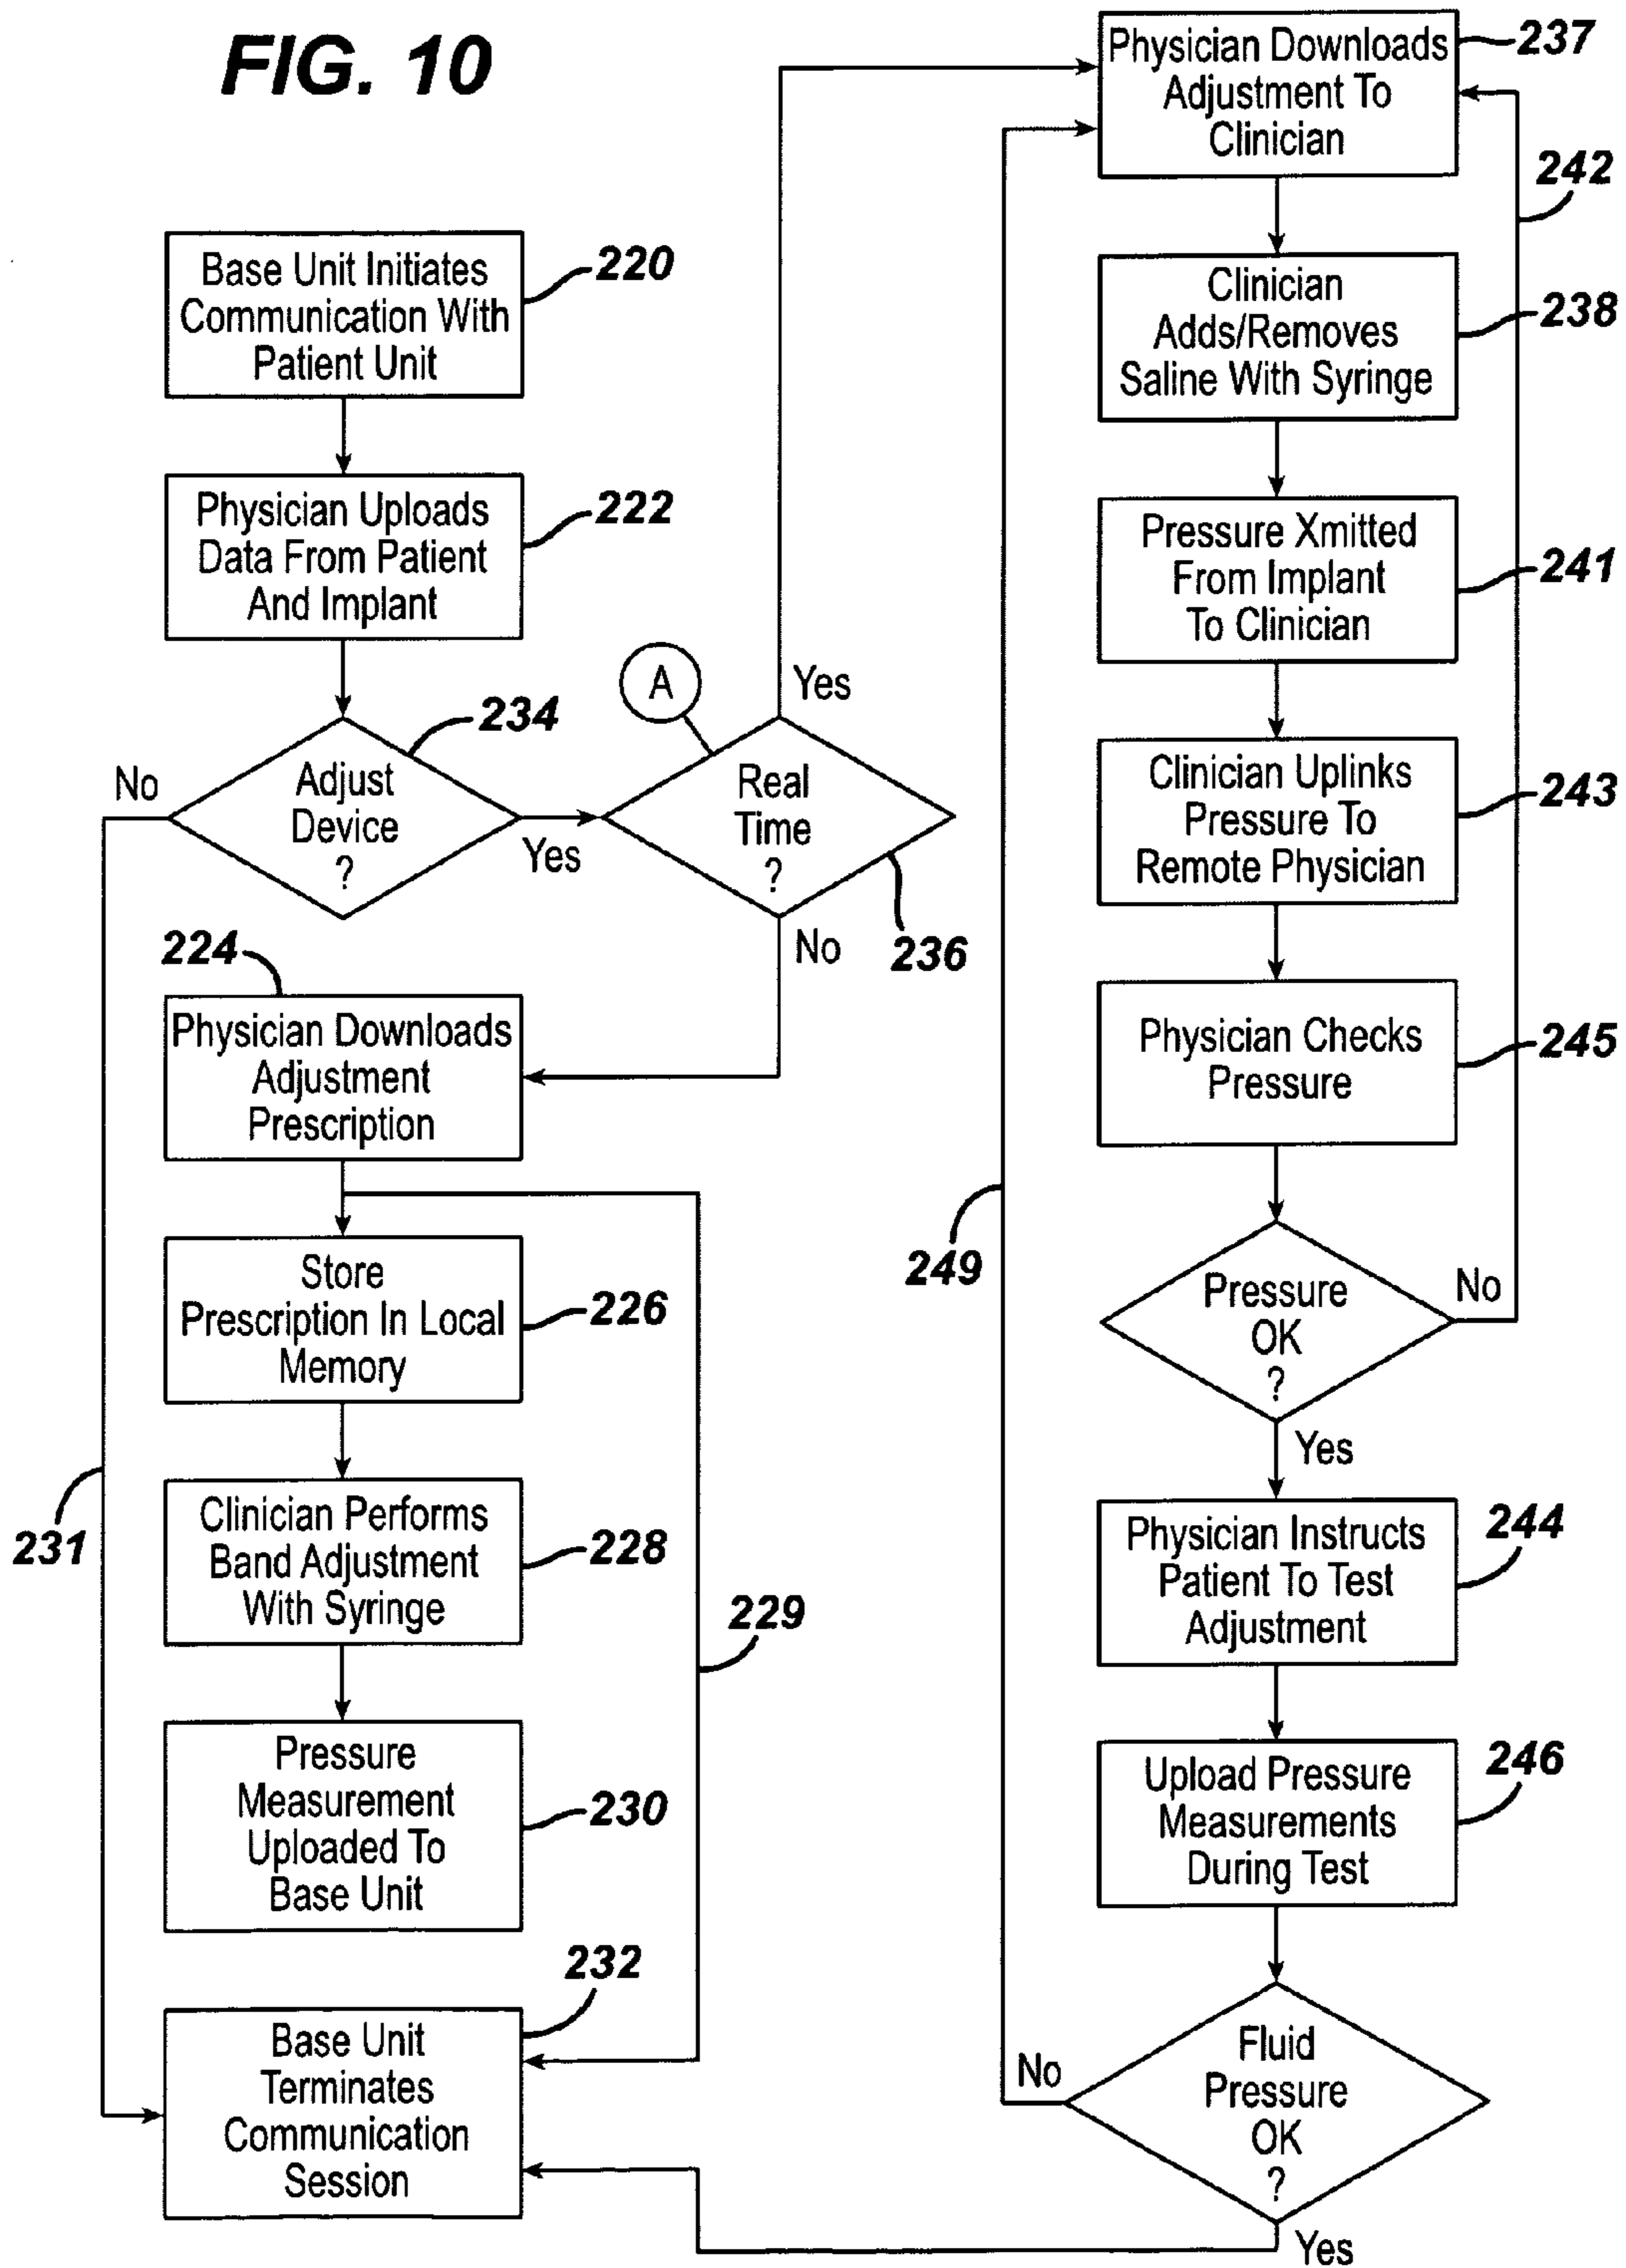 FIG. 10
Base Unit Initiates
Communication With
Patient Unit
220
Physician Uploads
Data From Patient
And Implant
222
Adjust
Device
?
234
No
Yes
A
Real
Time
?
236
Yes
No
224
Physician Downloads
Adjustment
Prescription
Store
Prescription In Local
Memory
226
Clinician Performs
Band Adjustment
With Syringe
228
229
231
Pressure
Measurement
Uploaded To
Base Unit
230
232
Base Unit
Terminates
Communication
Session
Physician Downloads
Adjustment To
Clinician
237
242
Clinician
Adds/Removes
Saline With Syringe
238
Pressure Xmitted
From Implant
To Clinician
241
Clinician Uplinks
Pressure To
Remote Physician
243
Physician Checks
Pressure
245
249
Pressure
OK
?
No
Yes
Physician Instructs
Patient To Test
Adjustment
244
Upload Pressure
Measurements
During Test
246
Fluid
Pressure
OK
?
No
Yes